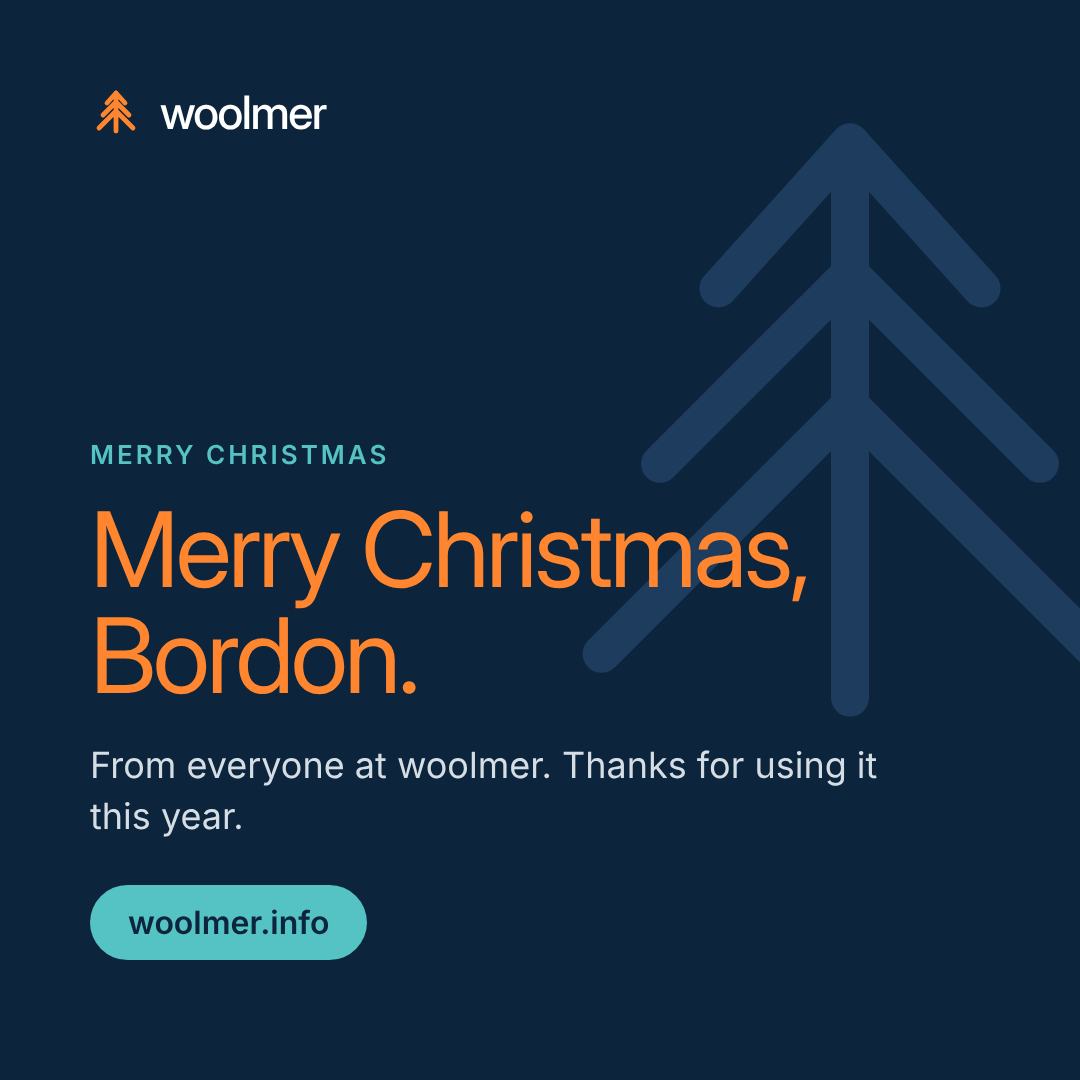 woolmer
MERRY CHRISTMAS
Merry Christmas,
Bordon.
From everyone at woolmer. Thanks for using it
this year.
woolmer.info